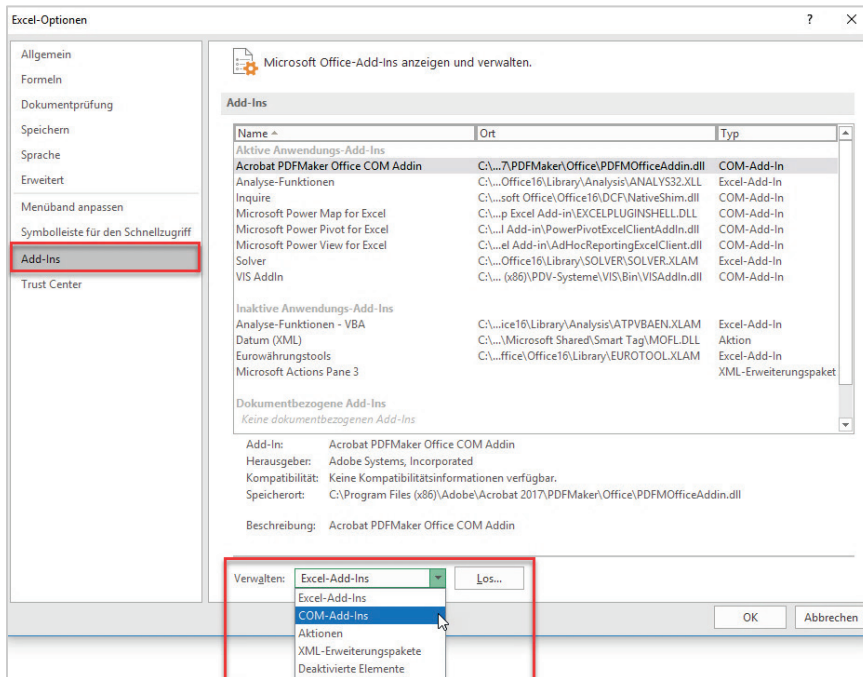 Excel-Optionen ? ×
Allgemein
Formeln
Dokumentprüfung
Speichern
Sprache
Erweitert
Menüband anpassen
Symbolleiste für den Schnellzugriff
Add-Ins
Trust Center
Microsoft Office-Add-Ins anzeigen und verwalten.
Add-Ins
Name Ort Typ
Aktive Anwendungs-Add-Ins
Acrobat PDFMaker Office COM Addin C:\...7\PDFMaker\Office\PDFMOfficeAddin.dll COM-Add-In
Analyse-Funktionen C:\...Office16\Library\Analysis\ANALYS32.XLL Excel-Add-In
Inquire C:\...soft Office\Office16\DCF\NativeShim.dll COM-Add-In
Microsoft Power Map for Excel C:\...p Excel Add-in\EXCELPLUGINSHELL.DLL COM-Add-In
Microsoft Power Pivot for Excel C:\...l Add-in\PowerPivotExcelClientAddIn.dll COM-Add-In
Microsoft Power View for Excel C:\...el Add-in\AdHocReportingExcelClient.dll COM-Add-In
Solver C:\...Office16\Library\SOLVER\SOLVER.XLAM Excel-Add-In
VIS AddIn C:\... (x86)\PDV-Systeme\VIS\Bin\VISAddIn.dll COM-Add-In
Inaktive Anwendungs-Add-Ins
Analyse-Funktionen - VBA C:\...ice16\Library\Analysis\ATPVBAEN.XLAM Excel-Add-In
Datum (XML) C:\...\Microsoft Shared\Smart Tag\MOFL.DLL Aktion
Eurowährungstools C:\...ffice\Office16\Library\EUROTOOL.XLAM Excel-Add-In
Microsoft Actions Pane 3 XML-Erweiterungspaket
Dokumentbezogene Add-Ins
Keine dokumentbezogenen Add-Ins
Add-In: Acrobat PDFMaker Office COM Addin
Herausgeber: Adobe Systems, Incorporated
Kompatibilität: Keine Kompatibilitätsinformationen verfügbar.
Speicherort: C:\Program Files (x86)\Adobe\Acrobat 2017\PDFMaker\Office\PDFMOfficeAddin.dll
Beschreibung: Acrobat PDFMaker Office COM Addin
Verwalten: Excel-Add-Ins Los...
Excel-Add-Ins
COM-Add-Ins
Aktionen
XML-Erweiterungspakete
Deaktivierte Elemente
OK Abbrechen